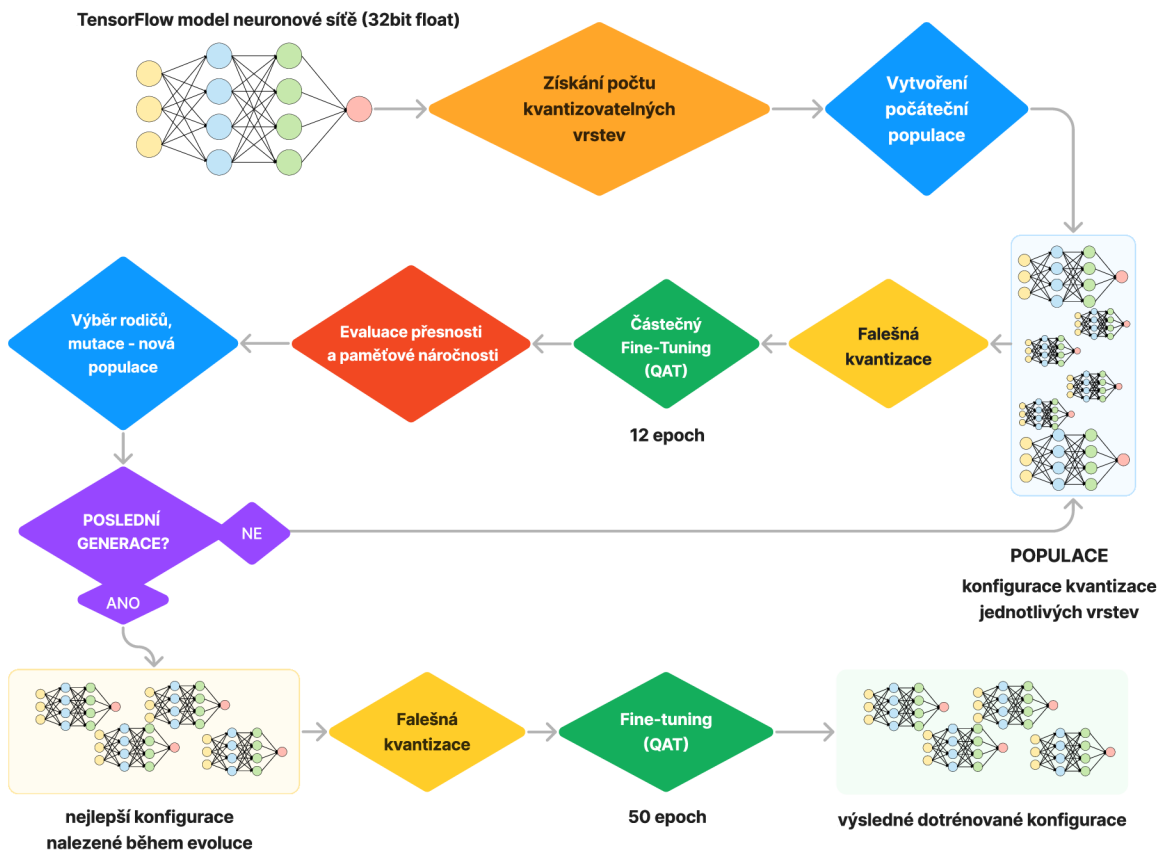 TensorFlow model neuronové síťě (32bit float)
Získání počtu
kvantizovatelných
vrstev
Vytvoření
počáteční
populace
Výběr rodičů,
mutace - nová
populace
Evaluace přesnosti
a paměťové náročnosti
Částečný
Fine-Tuning
(QAT)
12 epoch
Falešná
kvantizace
POSLEDNÍ
GENERACE?
NE
ANO
POPULACE
konfigurace kvantizace
jednotlivých vrstev
nejlepší konfigurace
nalezené během evoluce
Falešná
kvantizace
Fine-tuning
(QAT)
50 epoch
výsledné dotrénované konfigurace